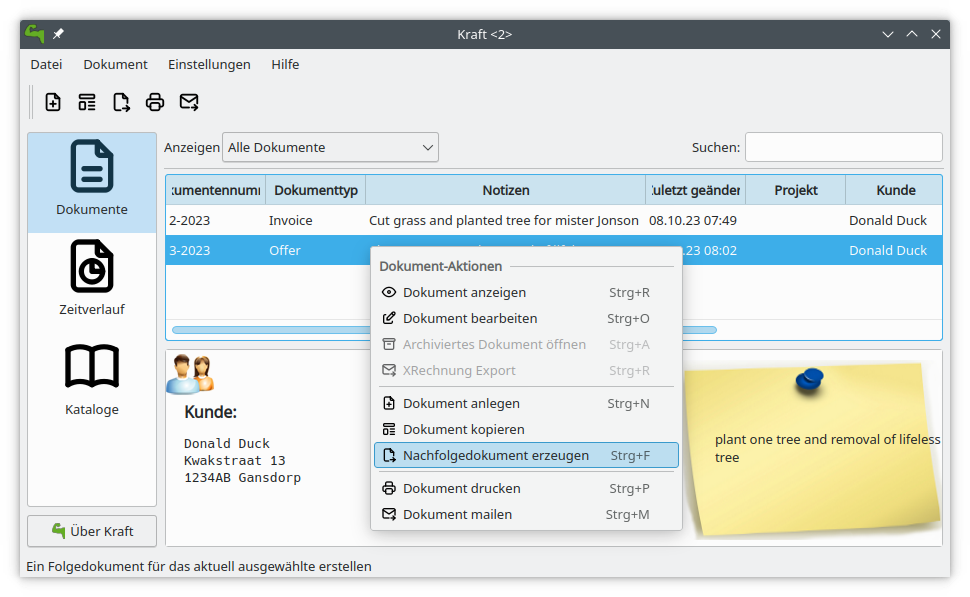 Kraft <2>
Datei Dokument Einstellungen Hilfe
Anzeigen Alle Dokumente Suchen:
Dokumenttyp Notizen Projekt Kunde
2-2023 Invoice Cut grass and planted tree for mister Jonson 08.10.23 07:49 Donald Duck
3-2023 Offer .23 08:02 Donald Duck
Dokumente
Zeitverlauf
Kataloge
Über Kraft
Dokument-Aktionen
Dokument anzeigen Strg+R
Dokument bearbeiten Strg+O
Archiviertes Dokument öffnen Strg+A
XRechnung Export Strg+R
Dokument anlegen Strg+N
Dokument kopieren
Nachfolgedokument erzeugen Strg+F
Dokument drucken Strg+P
Dokument mailen Strg+M
Kunde:
Donald Duck
Kwakstraat 13
1234AB Gansdorp
plant one tree and removal of lifeless
tree
Ein Folgedokument für das aktuell ausgewählte erstellen